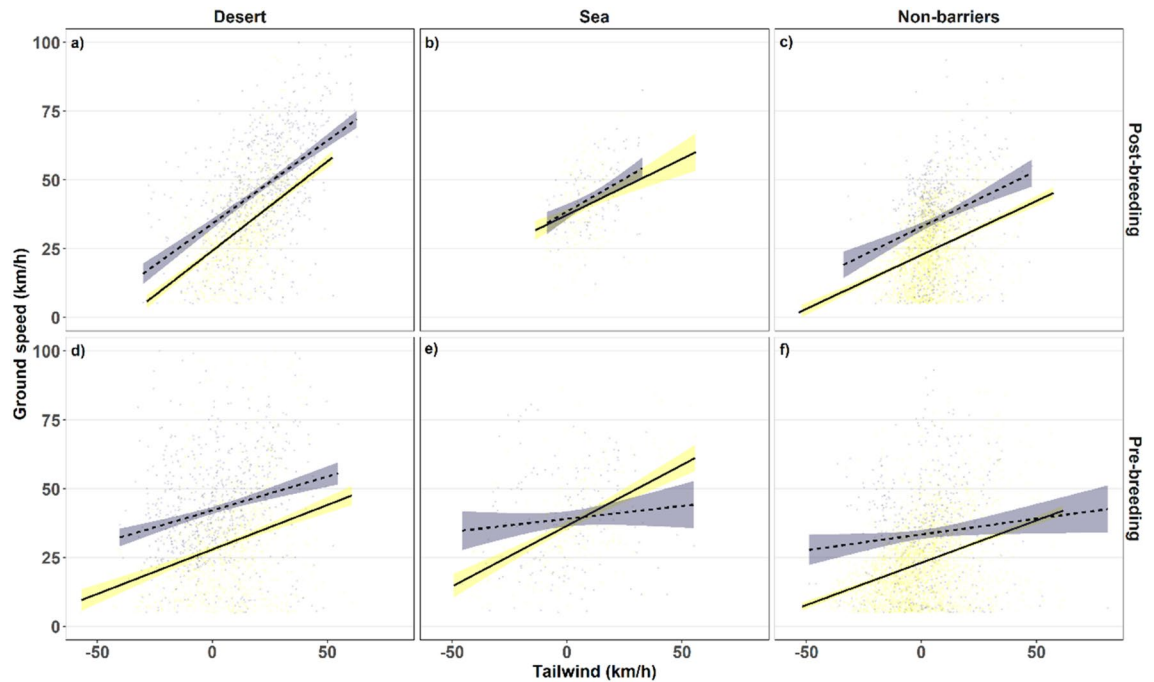 Desert Sea Non-barriers
a) b) c)
100
75
50
25
0
Post-breeding
Ground speed (km/h)
d) e) f)
100
75
50
25
0
Pre-breeding
-50 0 50 -50 0 50 -50 0 50
Tailwind (km/h)